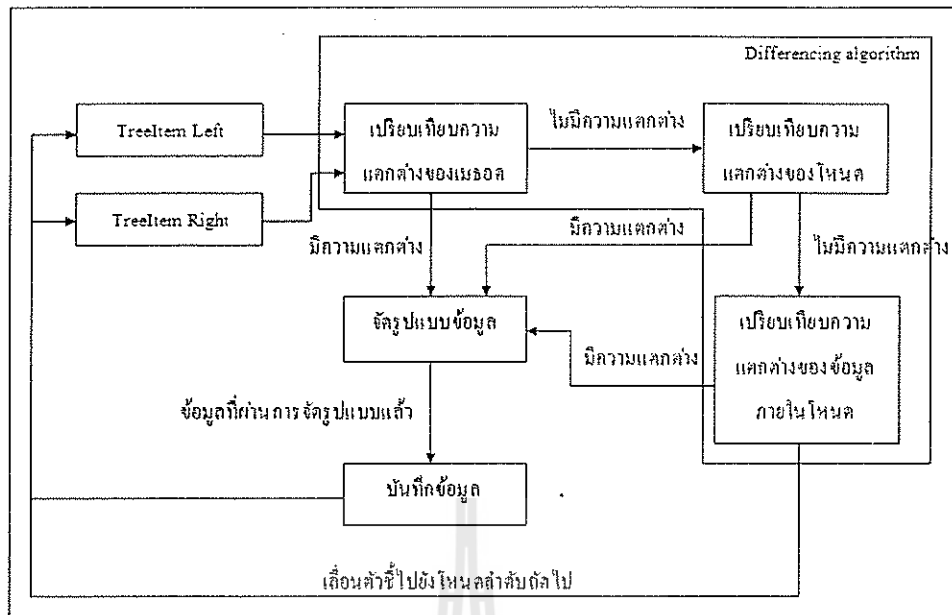 Differencing algorithm
TreeItem Left
TreeItem Right
เปรียบเทียบความ
แตกต่างของเมธอด
ไม่มีความแตกต่าง
เปรียบเทียบความ
แตกต่างของโหนด
มีความแตกต่าง
มีความแตกต่าง
ไม่มีความแตกต่าง
จัดรูปแบบข้อมูล
มีความแตกต่าง
เปรียบเทียบความ
แตกต่างของข้อมูล
ภายในโหนด
ข้อมูลที่ผ่านการจัดรูปแบบแล้ว
บันทึกข้อมูล
เลื่อนตัวชี้ไปยังโหนดลำดับถัดไป